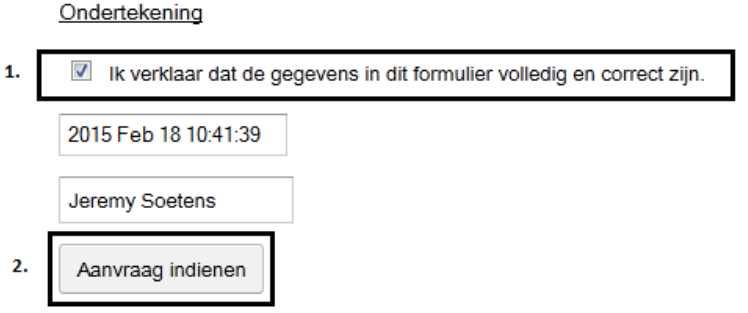 Ondertekening
1. Ik verklaar dat de gegevens in dit formulier volledig en correct zijn.
2015 Feb 18 10:41:39
Jeremy Soetens
2. Aanvraag indienen